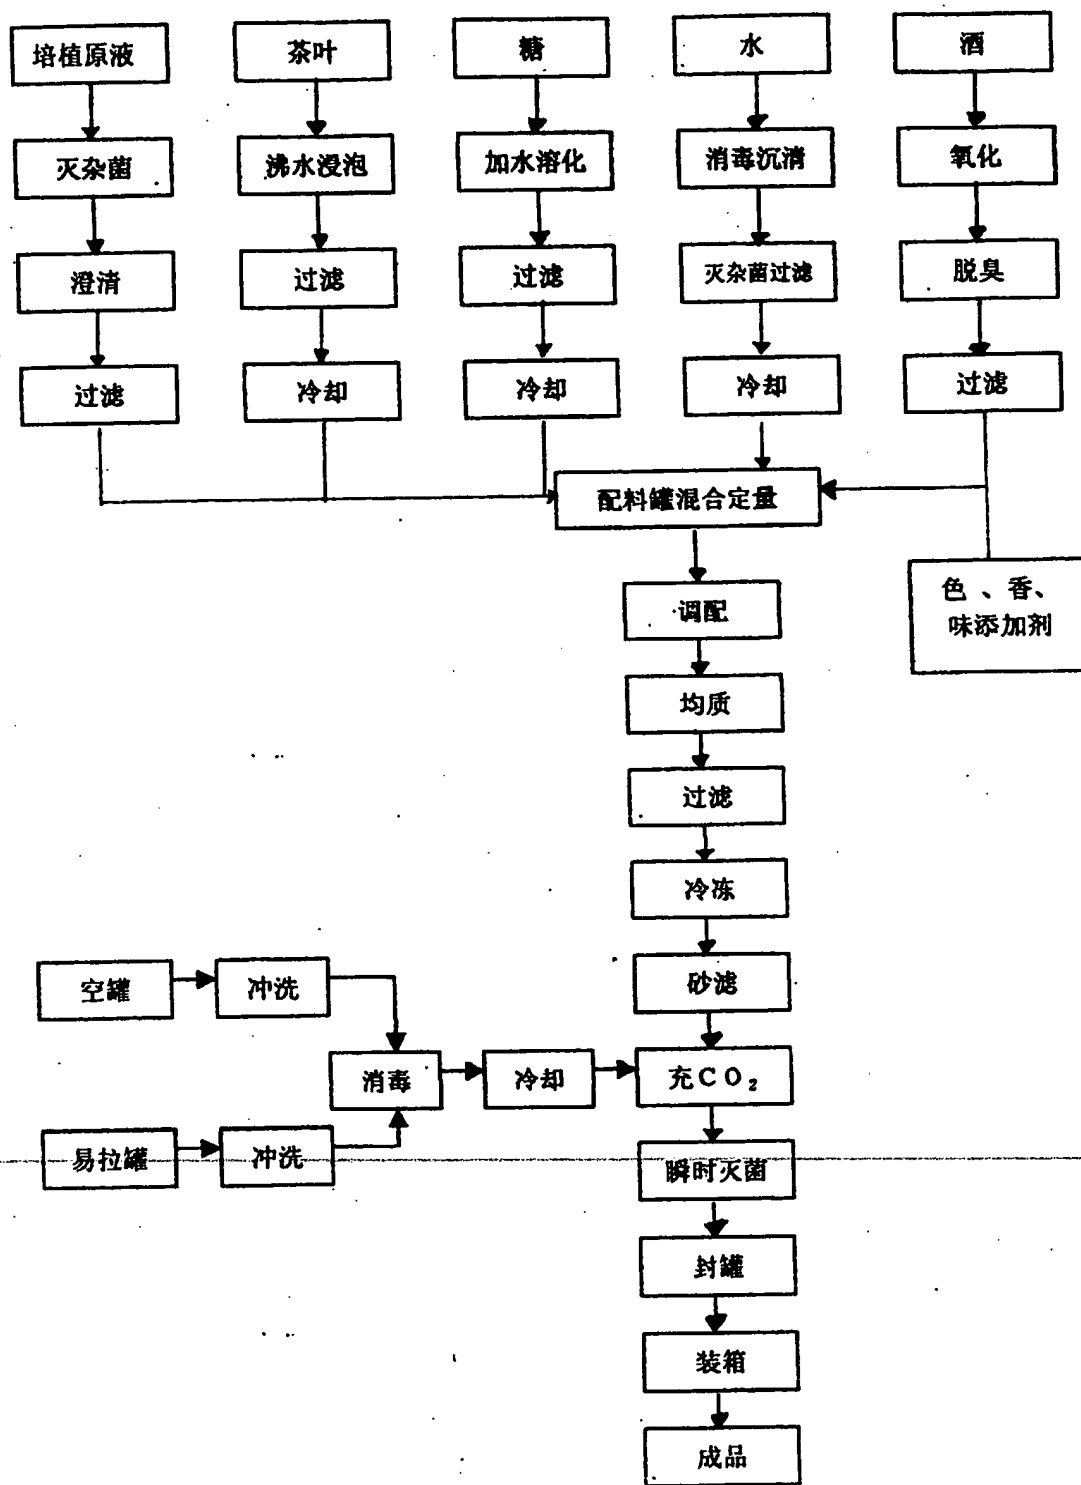 培植原液
茶叶
糖
水
酒
灭杂菌
沸水浸泡
加水溶化
消毒沉清
氧化
澄清
过滤
过滤
灭杂菌过滤
脱臭
过滤
冷却
冷却
冷却
过滤
配料罐混合定量
色、香、
味添加剂
调配
均质
过滤
冷冻
砂滤
空罐
冲洗
消毒
冷却
充CO₂
易拉罐
冲洗
瞬时灭菌
封罐
装箱
成品